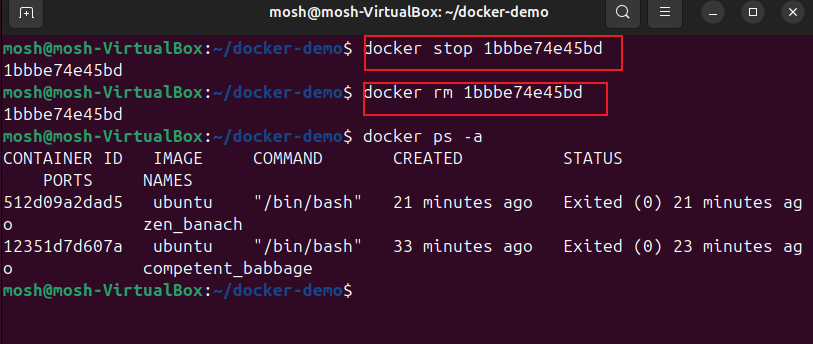 mosh@mosh-VirtualBox: ~/docker-demo
mosh@mosh-VirtualBox:~/docker-demo$ docker stop 1bbbe74e45bd
1bbbe74e45bd
mosh@mosh-VirtualBox:~/docker-demo$ docker rm 1bbbe74e45bd
1bbbe74e45bd
mosh@mosh-VirtualBox:~/docker-demo$ docker ps -a
CONTAINER ID   IMAGE     COMMAND       CREATED          STATUS
    PORTS     NAMES
512d09a2dad5   ubuntu    "/bin/bash"   21 minutes ago   Exited (0) 21 minutes ag
o             zen_banach
12351d7d607a   ubuntu    "/bin/bash"   33 minutes ago   Exited (0) 23 minutes ag
o             competent_babbage
mosh@mosh-VirtualBox:~/docker-demo$